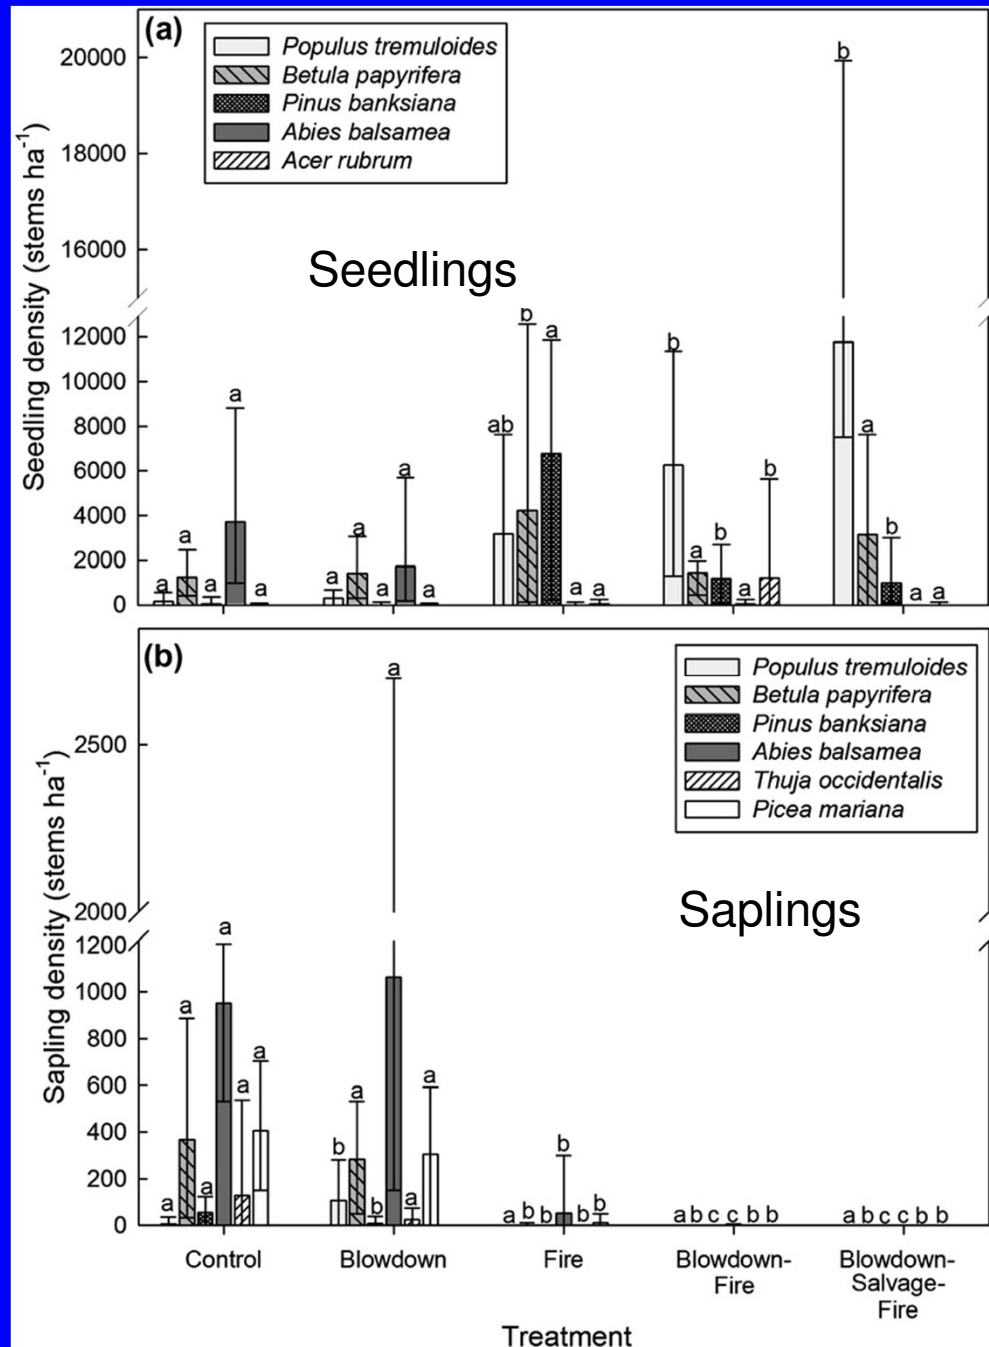 (a)
Populus tremuloides
Betula papyrifera
Pinus banksiana
Abies balsamea
Acer rubrum
Seedlings
Seedling density (stems ha⁻¹)
20000
18000
16000
12000
10000
8000
6000
4000
2000
0
a a a a a
a a a a a
ab b a a a
b a b a b
b a b a a
(b)
Populus tremuloides
Betula papyrifera
Pinus banksiana
Abies balsamea
Thuja occidentalis
Picea mariana
Saplings
Sapling density (stems ha⁻¹)
2500
2000
1200
1000
800
600
400
200
0
a a a a a a
b a b a a a
a b b b b b
a b c c b b
a b c c b b
Control
Blowdown
Fire
Blowdown-
Fire
Blowdown-
Salvage-
Fire
Treatment